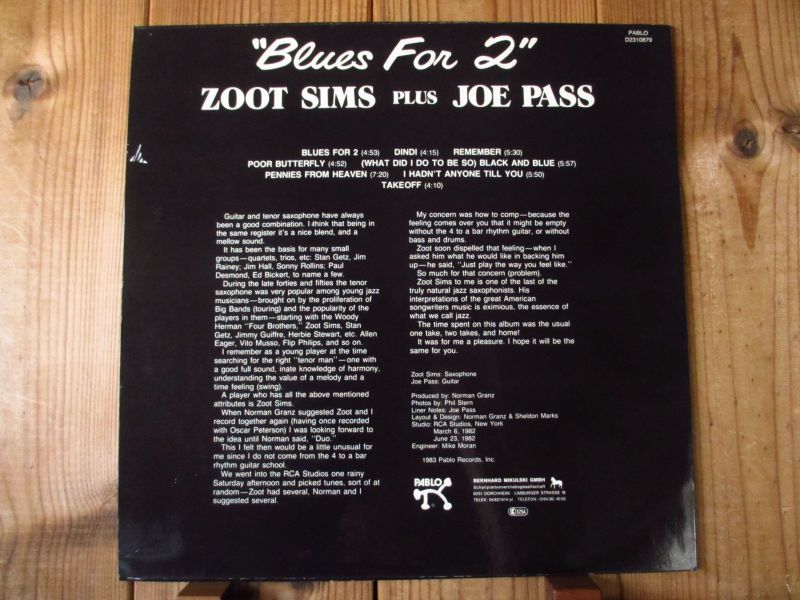 PABLO
D2310879
"Blues For 2"
ZOOT SIMS PLUS JOE PASS
BLUES FOR 2 (4:53) DINDI (4:15) REMEMBER (5:30)
POOR BUTTERFLY (4:52) (WHAT DID I DO TO BE SO) BLACK AND BLUE (5:57)
PENNIES FROM HEAVEN (7:20) I HADN'T ANYONE TILL YOU (5:50)
TAKEOFF (4:10)
Guitar and tenor saxophone have always
been a good combination. I think that being in
the same register it's a nice blend, and a
mellow sound.
It has been the basis for many small
groups—quartets, trios, etc: Stan Getz, Jim
Rainey; Jim Hall, Sonny Rollins; Paul
Desmond, Ed Bickert, to name a few.
During the late forties and fifties the tenor
saxophone was very popular among young jazz
musicians—brought on by the proliferation of
Big Bands (touring) and the popularity of the
players in them—starting with the Woody
Herman "Four Brothers," Zoot Sims, Stan
Getz, Jimmy Guiffre, Herbie Stewart, etc. Allen
Eager, Vito Musso, Flip Philips, and so on.
I remember as a young player at the time
searching for the right "tenor man"—one with
a good full sound, inate knowledge of harmony,
understanding the value of a melody and a
time feeling (swing).
A player who has all the above mentioned
attributes is Zoot Sims.
When Norman Granz suggested Zoot and I
record together again (having once recorded
with Oscar Peterson) I was looking forward to
the idea until Norman said, "Duo."
This I felt then would be a little unusual for
me since I do not come from the 4 to a bar
rhythm guitar school.
We went into the RCA Studios one rainy
Saturday afternoon and picked tunes, sort of at
random—Zoot had several, Norman and I
suggested several.
My concern was how to comp—because the
feeling comes over you that it might be empty
without the 4 to a bar rhythm guitar, or without
bass and drums.
Zoot soon dispelled that feeling—when I
asked him what he would like in backing him
up—he said, "Just play the way you feel like."
So much for that concern (problem).
Zoot Sims to me is one of the last of the
truly natural jazz saxophonists. His
interpretations of the great American
songwriters music is eximious, the essence of
what we call jazz.
The time spent on this album was the usual
one take, two takes, and home!
It was for me a pleasure. I hope it will be the
same for you.
Zoot Sims: Saxophone
Joe Pass: Guitar
Produced by: Norman Granz
Photos by: Phil Stern
Liner Notes: Joe Pass
Layout & Design: Norman Granz & Sheldon Marks
Studio: RCA Studios, New York
March 6, 1982
June 23, 1982
Engineer: Mike Moran
1983 Pablo Records, Inc.
PABLO
BERNHARD MIKULSKI GMBH
Schallplattenvertriebsgesellschaft
6251 DORCHHEIM · LIMBURGER STRASSE 18